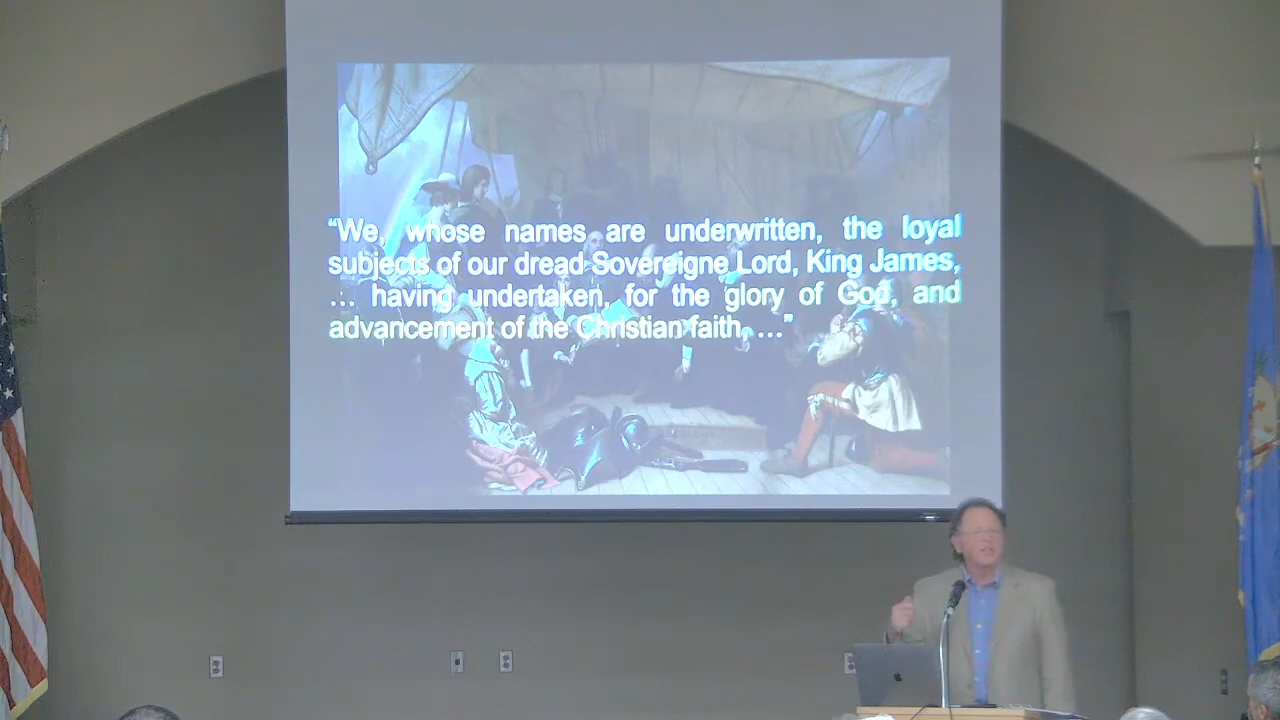 “We, whose names are underwritten, the loyal
subjects of our dread Sovereigne Lord, King James,
... having undertaken, for the glory of God, and
advancement of the Christian faith, ...”